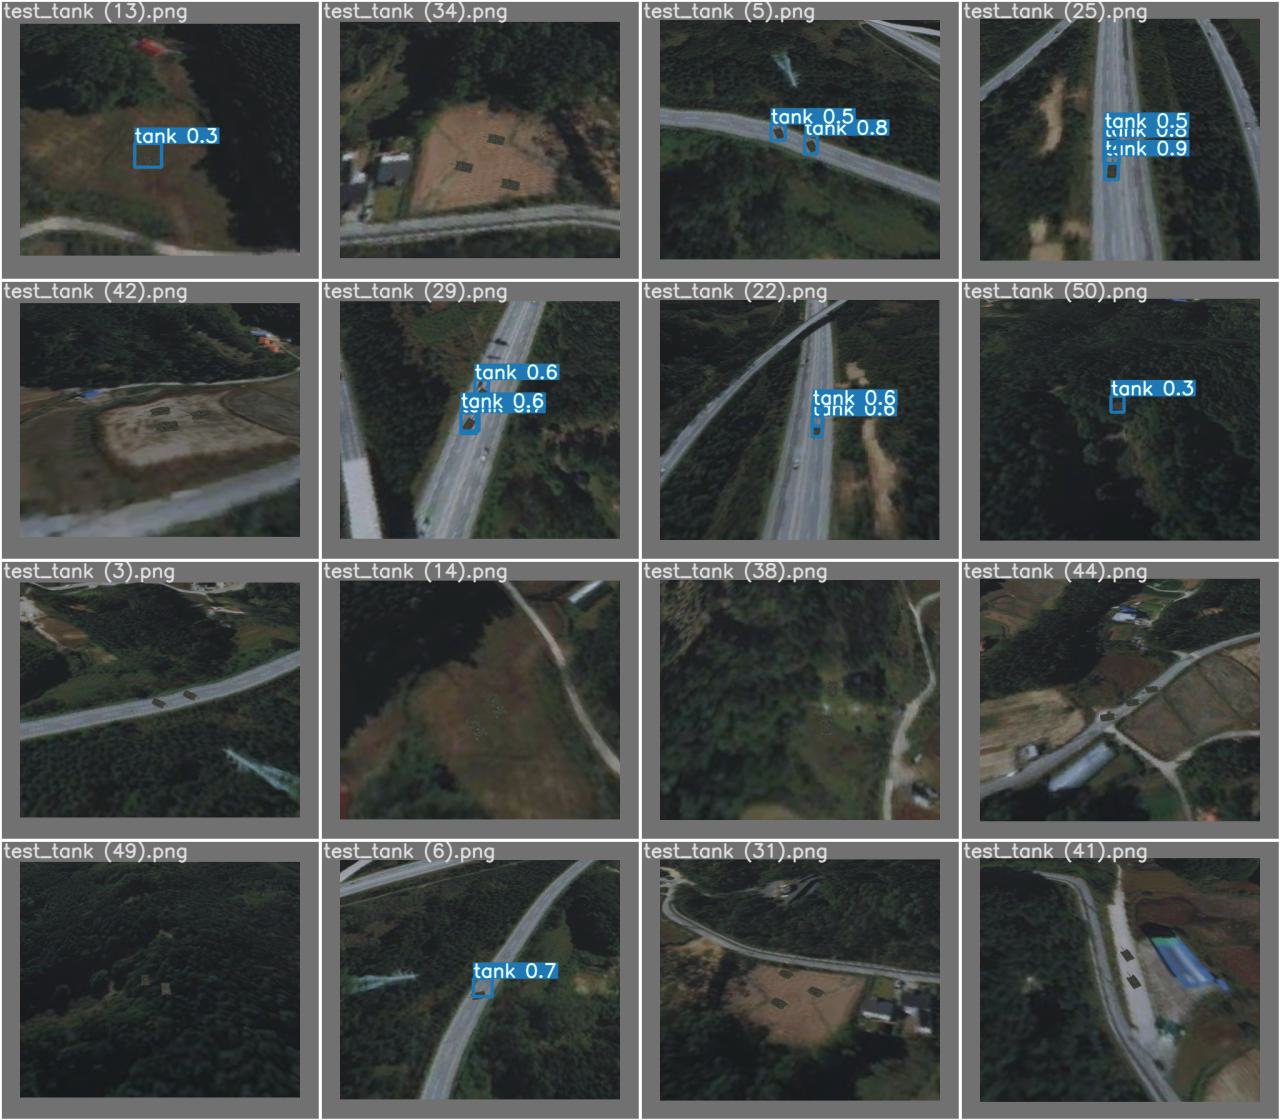 test_tank (13).png
test_tank (34).png
test_tank (5).png
test_tank (25).png
tank 0.3
tank 0.5
tank 0.8
tank 0.5
tank 0.8
tank 0.9
test_tank (42).png
test_tank (29).png
test_tank (22).png
test_tank (50).png
tank 0.6
tank 0.6
tank 0.6
tank 0.3
test_tank (3).png
test_tank (14).png
test_tank (38).png
test_tank (44).png
test_tank (49).png
test_tank (6).png
test_tank (31).png
test_tank (41).png
tank 0.7